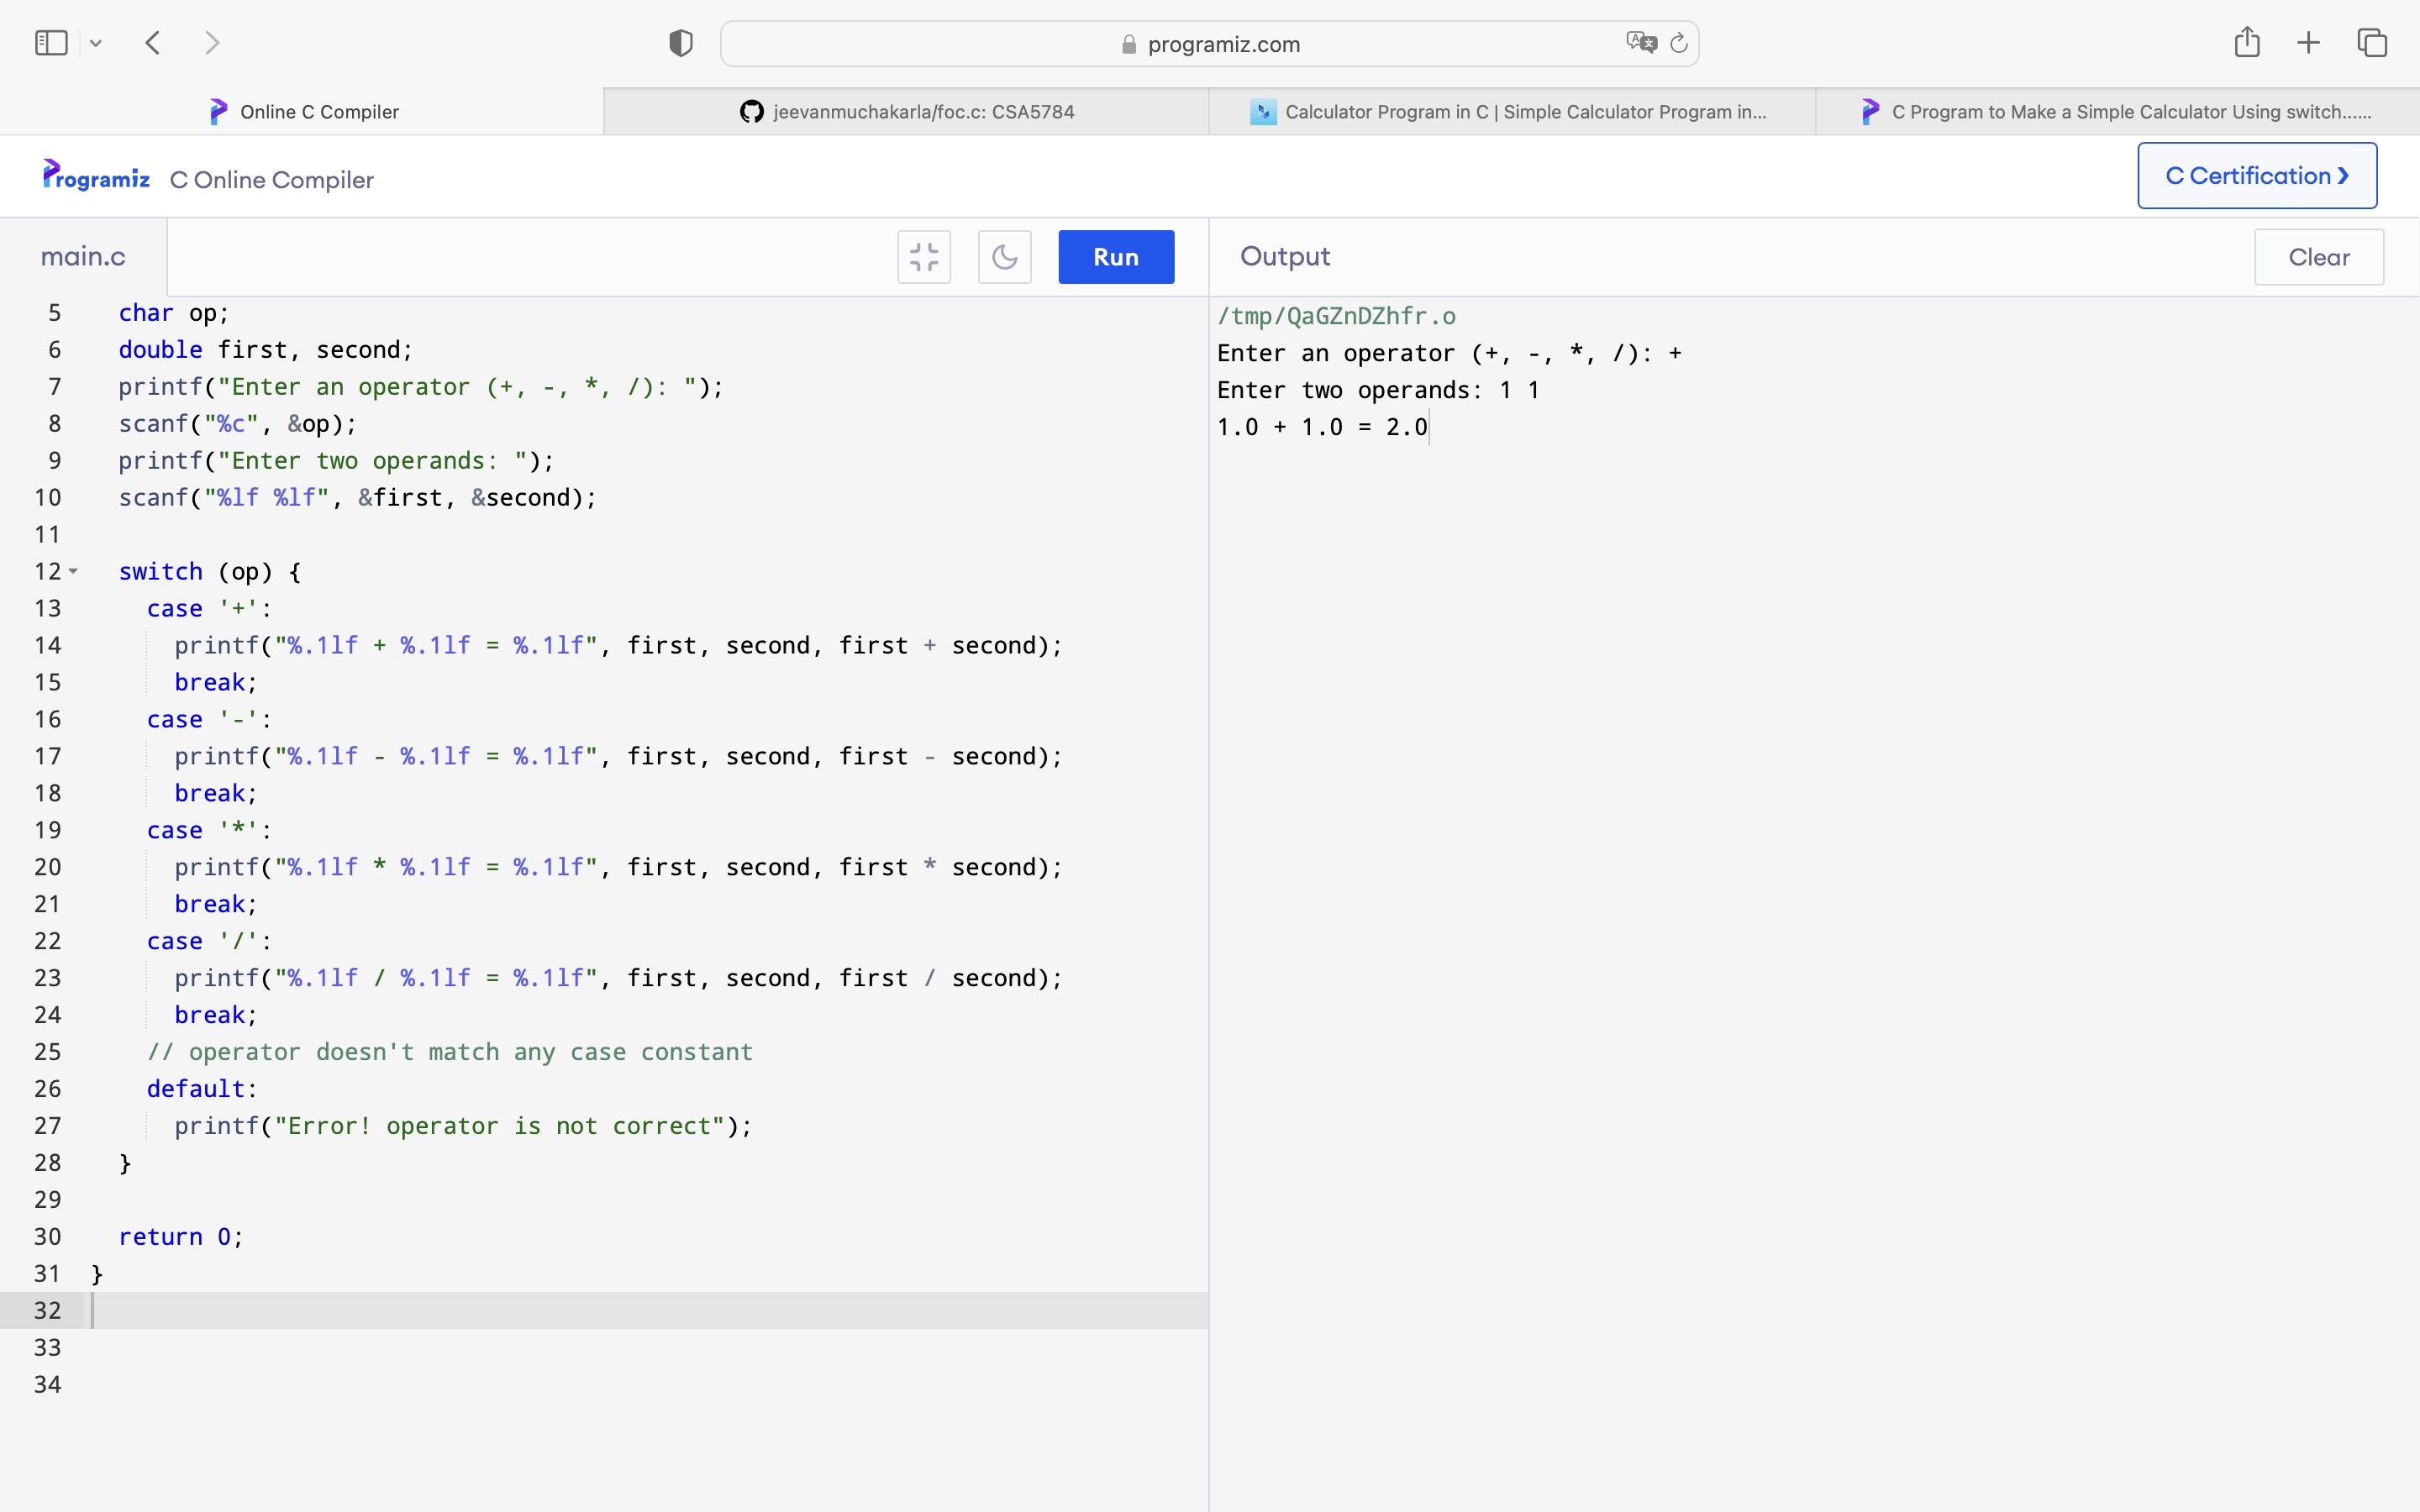 programiz.com
Online C Compiler
jeevanmuchakarla/foc.c: CSA5784
Calculator Program in C | Simple Calculator Program in...
C Program to Make a Simple Calculator Using switch......
Programiz C Online Compiler
C Certification ❯
main.c
Run
Output
Clear
5 char op;
6 double first, second;
7 printf("Enter an operator (+, -, *, /): ");
8 scanf("%c", &op);
9 printf("Enter two operands: ");
10 scanf("%lf %lf", &first, &second);
11
12 switch (op) {
13 case '+':
14 printf("%.1lf + %.1lf = %.1lf", first, second, first + second);
15 break;
16 case '-':
17 printf("%.1lf - %.1lf = %.1lf", first, second, first - second);
18 break;
19 case '*':
20 printf("%.1lf * %.1lf = %.1lf", first, second, first * second);
21 break;
22 case '/':
23 printf("%.1lf / %.1lf = %.1lf", first, second, first / second);
24 break;
25 // operator doesn't match any case constant
26 default:
27 printf("Error! operator is not correct");
28 }
29
30 return 0;
31 }
32
33
34
/tmp/QaGZnDZhfr.o
Enter an operator (+, -, *, /): +
Enter two operands: 1 1
1.0 + 1.0 = 2.0